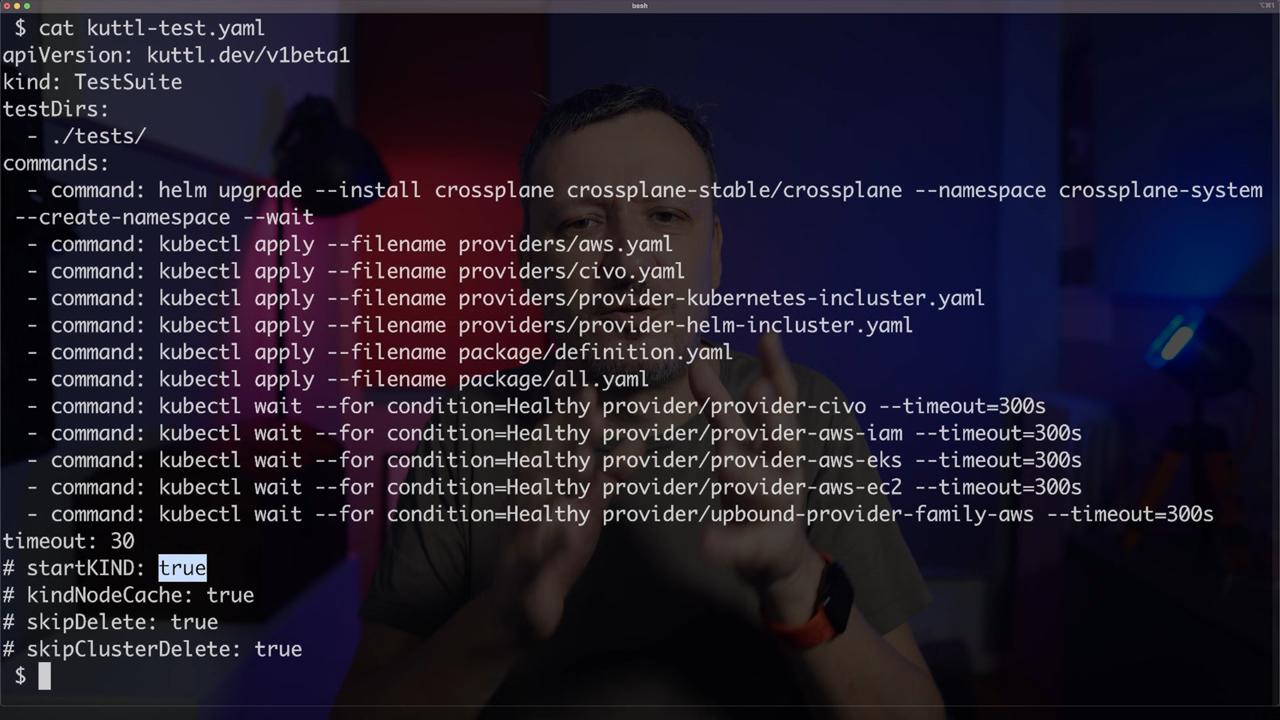 bash
⌥⌘1
$ cat kuttl-test.yaml
apiVersion: kuttl.dev/v1beta1
kind: TestSuite
testDirs:
  - ./tests/
commands:
  - command: helm upgrade --install crossplane crossplane-stable/crossplane --namespace crossplane-system
 --create-namespace --wait
  - command: kubectl apply --filename providers/aws.yaml
  - command: kubectl apply --filename providers/civo.yaml
  - command: kubectl apply --filename providers/provider-kubernetes-incluster.yaml
  - command: kubectl apply --filename providers/provider-helm-incluster.yaml
  - command: kubectl apply --filename package/definition.yaml
  - command: kubectl apply --filename package/all.yaml
  - command: kubectl wait --for condition=Healthy provider/provider-civo --timeout=300s
  - command: kubectl wait --for condition=Healthy provider/provider-aws-iam --timeout=300s
  - command: kubectl wait --for condition=Healthy provider/provider-aws-eks --timeout=300s
  - command: kubectl wait --for condition=Healthy provider/provider-aws-ec2 --timeout=300s
  - command: kubectl wait --for condition=Healthy provider/upbound-provider-family-aws --timeout=300s
timeout: 30
# startKIND: true
# kindNodeCache: true
# skipDelete: true
# skipClusterDelete: true
$